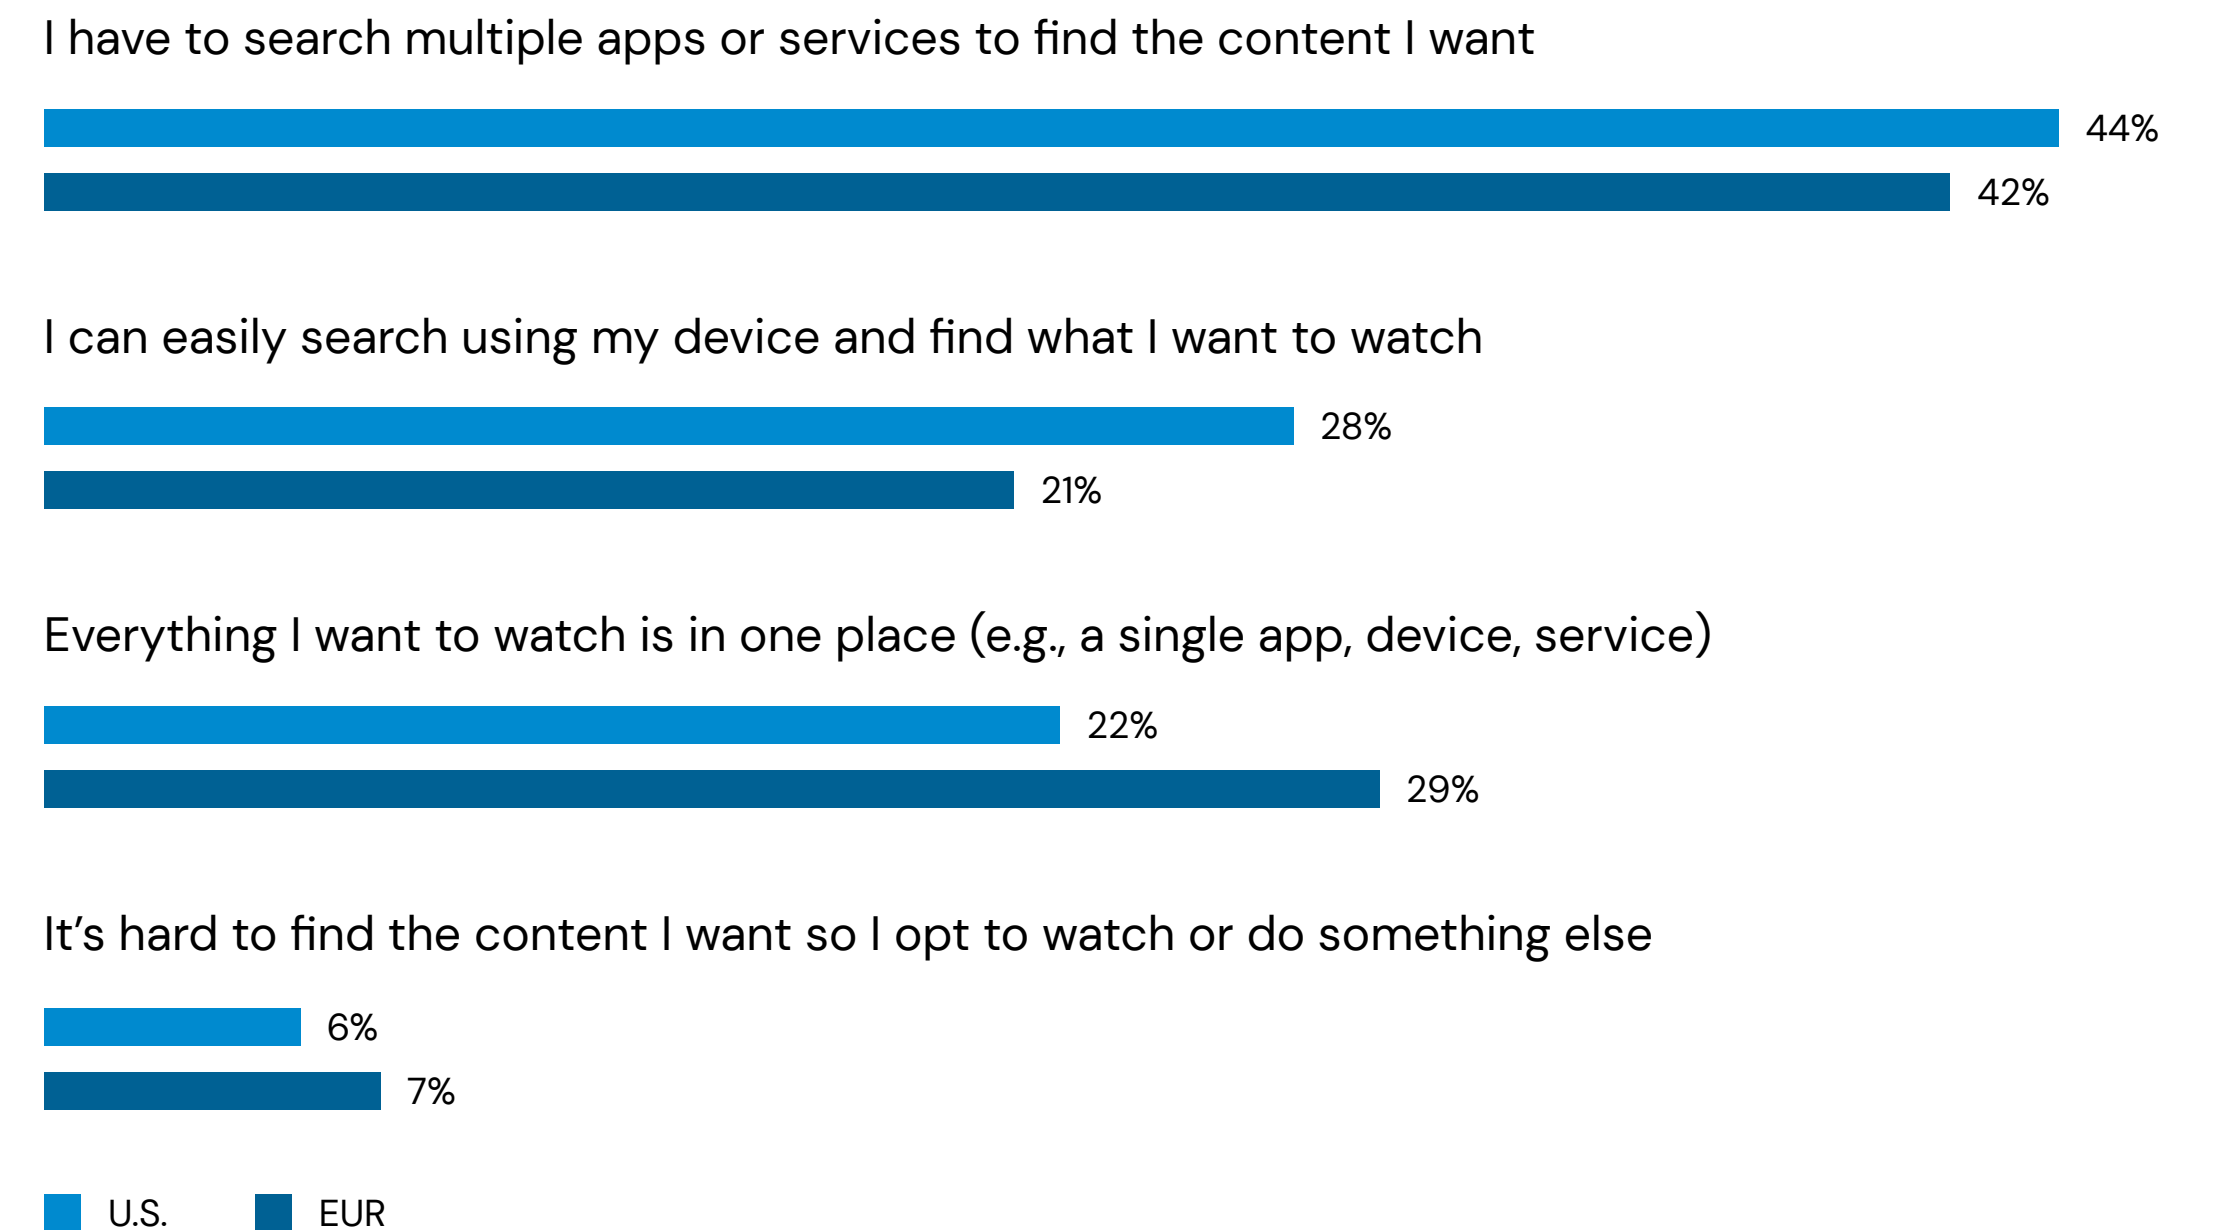 I have to search multiple apps or services to find the content I want
44%
42%
I can easily search using my device and find what I want to watch
28%
21%
Everything I want to watch is in one place (e.g., a single app, device, service)
22%
29%
It’s hard to find the content I want so I opt to watch or do something else
6%
7%
U.S. EUR